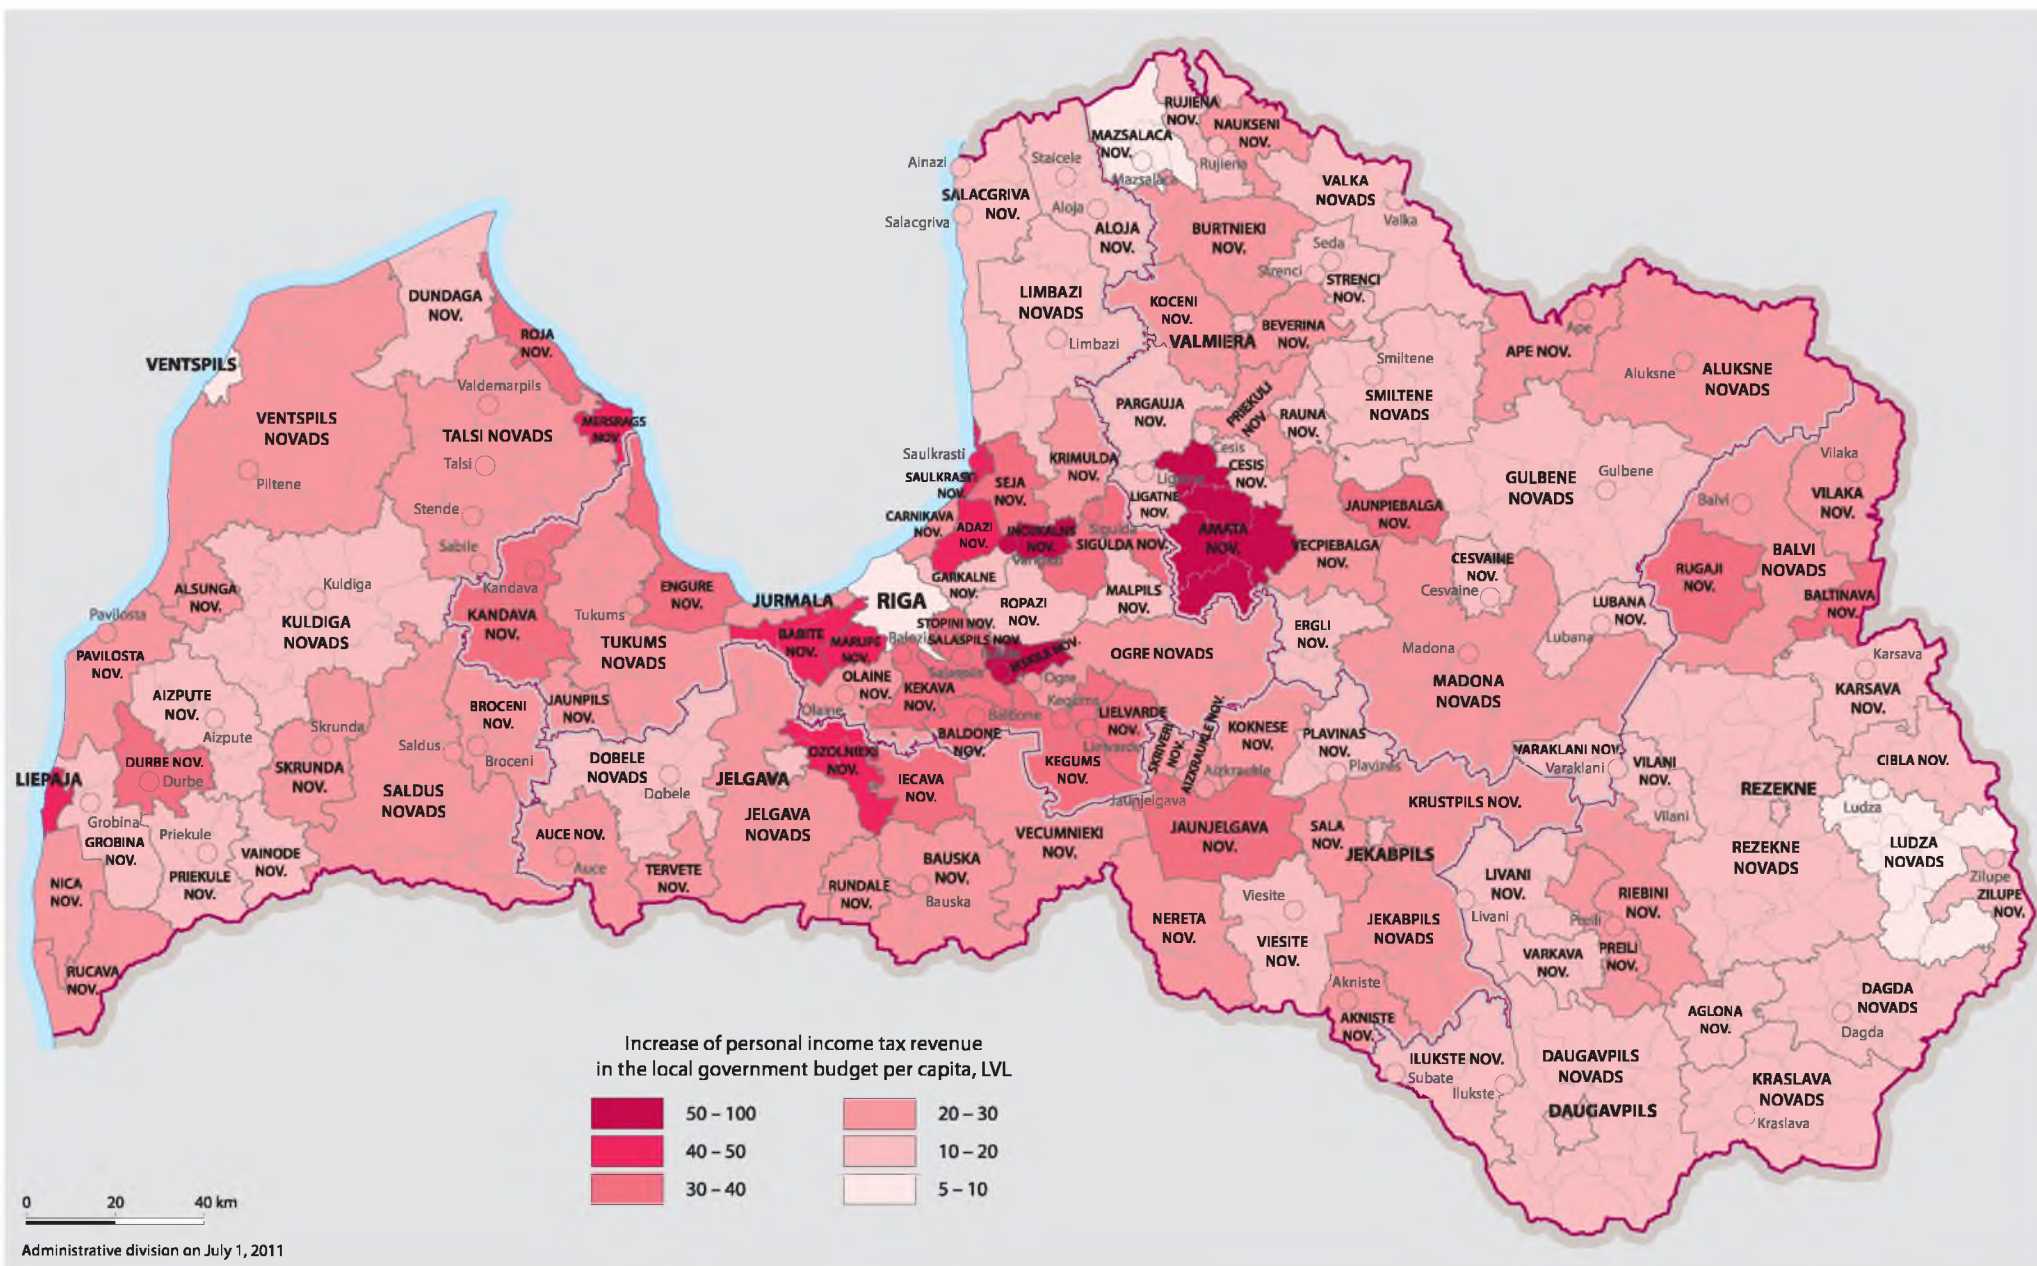 RUJIENA
NOV.
NAUKSENI
NOV.
MAZSALACA
NOV.
Mazsalaca
Rujiena
Ainazi
Staicele
VALKA
NOVADS
Valka
SALACGRIVA
NOV.
Salacgriva
Aloja
ALOJA
NOV.
BURTNIEKI
NOV.
Seda
Strenci
STRENCI
NOV.
DUNDAGA
NOV.
LIMBAZI
NOVADS
Limbazi
KOCENI
NOV.
VALMIERA
BEVERINA
NOV.
Ape
APE NOV.
Aluksne
ALUKSNE
NOVADS
ROJA
NOV.
VENTSPILS
Valdemarpils
Smiltene
SMILTENE
NOVADS
VENTSPILS
NOVADS
TALSI NOVADS
Talsi
MERSRAGS
NOV.
PARGAUJA
NOV.
PRIEKULI
NOV.
RAUNA
NOV.
Piltene
Stende
Sabile
Saulkrasti
SAULKRASTI
NOV.
SEJA
NOV.
KRIMULDA
NOV.
Cesis
CESIS
NOV.
Ligatne
LIGATNE
NOV.
GULBENE
NOVADS
Gulbene
Vilaka
VILAKA
NOV.
Balvi
BALVI
NOVADS
CARNIKAVA
NOV.
ADAZI
NOV.
INCUKALNS
NOV.
Vangazi
Sigulda
SIGULDA NOV.
AMATA
NOV.
JAUNPIEBALGA
NOV.
VECPIEBALGA
NOV.
CESVAINE
NOV.
Cesvaine
RUGAJI
NOV.
BALTINAVA
NOV.
ALSUNGA
NOV.
Kuldiga
KULDIGA
NOVADS
Kandava
KANDAVA
NOV.
Tukums
TUKUMS
NOVADS
ENGURE
NOV.
JURMALA
RIGA
GARKALNE
NOV.
ROPAZI
NOV.
MALPILS
NOV.
STOPINI NOV.
SALASPILS NOV.
Balozi
Salaspils
BABITE
NOV.
MARUPE
NOV.
IKSKILE NOV.
OGRE NOVADS
Ogre
ERGLI
NOV.
LUBANA
NOV.
Lubana
Madona
MADONA
NOVADS
Karsava
KARSAVA
NOV.
Pavilosta
PAVILOSTA
NOV.
AIZPUTE
NOV.
Aizpute
JAUNPILS
NOV.
BROCENI
NOV.
Broceni
OLAINE
NOV.
Olaine
KEKAVA
NOV.
Baldone
BALDONE
NOV.
Kegums
KEGUMS
NOV.
LIELVARDE
NOV.
Lielvarde
SKRIVERI
NOV.
AIZKRAUKLE NOV.
Aizkraukle
KOKNESE
NOV.
PLAVINAS
NOV.
Plavinas
VARAKLANI NOV.
Varaklani
VILANI
NOV.
Vilani
CIBLA NOV.
REZEKNE
REZEKNE
NOVADS
Ludza
LUDZA
NOVADS
Zilupe
ZILUPE
NOV.
LIEPAJA
DURBE NOV.
Durbe
Skrunda
SKRUNDA
NOV.
Saldus
SALDUS
NOVADS
DOBELE
NOVADS
Dobele
JELGAVA
JELGAVA
NOVADS
OZOLNIEKI
NOV.
IECAVA
NOV.
Jaunjelgava
JAUNJELGAVA
NOV.
KRUSTPILS NOV.
SALA
NOV.
JEKABPILS
Grobina
GROBINA
NOV.
Priekule
PRIEKULE
NOV.
VAINODE
NOV.
AUCE NOV.
Auce
TERVETE
NOV.
RUNDALE
NOV.
BAUSKA
NOV.
Bauska
VECUMNIEKI
NOV.
NICA
NOV.
RUCAVA
NOV.
NERETA
NOV.
Viesite
VIESITE
NOV.
JEKABPILS
NOVADS
LIVANI
NOV.
Livani
RIEBINI
NOV.
Preili
PREILI
NOV.
VARKAVA
NOV.
Akniste
AKNISTE
NOV.
AGLONA
NOV.
DAGDA
NOVADS
Dagda
ILUKSTE NOV.
Subate
Ilukste
DAUGAVPILS
NOVADS
DAUGAVPILS
KRASLAVA
NOVADS
Kraslava
Increase of personal income tax revenue
in the local government budget per capita, LVL
50 – 100
40 – 50
30 – 40
20 – 30
10 – 20
5 – 10
0 20 40 km
Administrative division on July 1, 2011